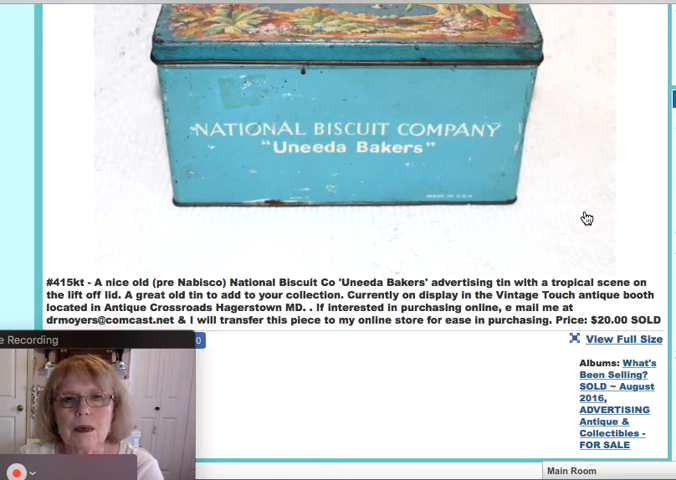 NATIONAL BISCUIT COMPANY
"Uneeda Bakers"
#415kt - A nice old (pre Nabisco) National Biscuit Co 'Uneeda Bakers' advertising tin with a tropical scene on
the lift off lid. A great old tin to add to your collection. Currently on display in the Vintage Touch antique booth
located in Antique Crossroads Hagerstown MD. . If interested in purchasing online, e mail me at
drmoyers@comcast.net & I will transfer this piece to my online store for ease in purchasing. Price: $20.00 SOLD
e Recording
0
View Full Size
Albums: What's
Been Selling?
SOLD ~ August
2016,
ADVERTISING
Antique &
Collectibles -
FOR SALE
Main Room